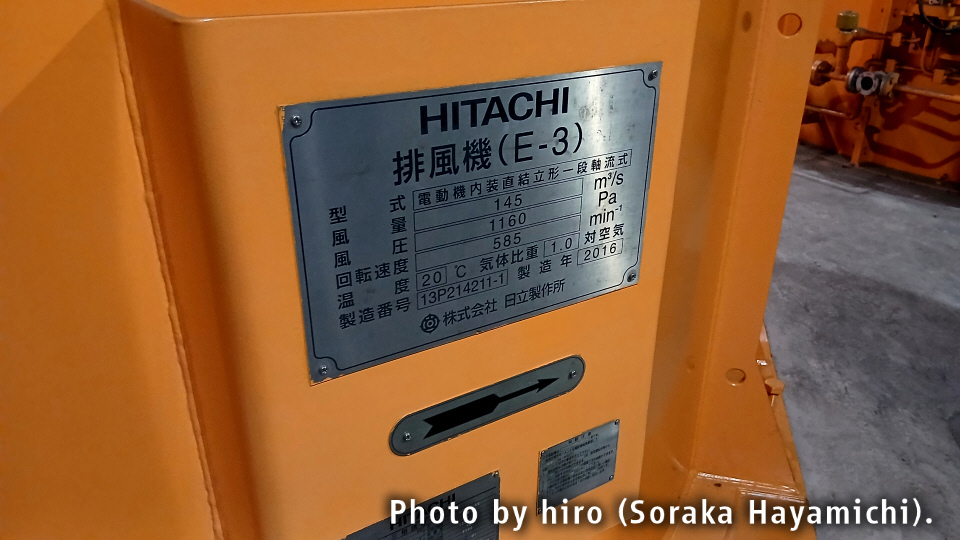 HITACHI
排風機(E-3)
型式 電動機内装直結立形一段軸流式
風量 145 m³/s
風圧 1160 Pa
回転速度 585 min⁻¹
温度 20 ℃ 気体比重 1.0 対空気
製造番号 13P214211-1 製造年 2016
株式会社 日立製作所
HITACHI
Photo by hiro (Soraka Hayamichi).